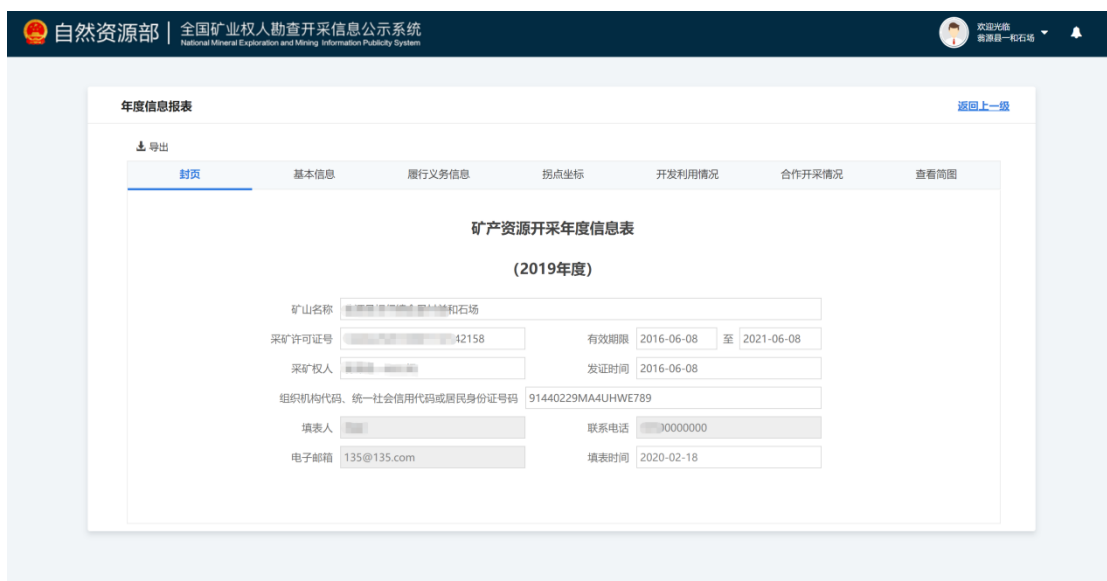 自然资源部 全国矿业权人勘查开采信息公示系统
National Mineral Exploration and Mining Information Publicity System
欢迎光临
翁源县一和石场
年度信息报表 返回上一级
导出
封页 基本信息 履行义务信息 拐点坐标 开发利用情况 合作开采情况 查看简图
矿产资源开采年度信息表
(2019年度)
矿山名称 和石场
采矿许可证号 42158 有效期限 2016-06-08 至 2021-06-08
采矿权人 发证时间 2016-06-08
组织机构代码、统一社会信用代码或居民身份证号码 91440229MA4UHWE789
填表人 联系电话 0000000
电子邮箱 135@135.com 填表时间 2020-02-18